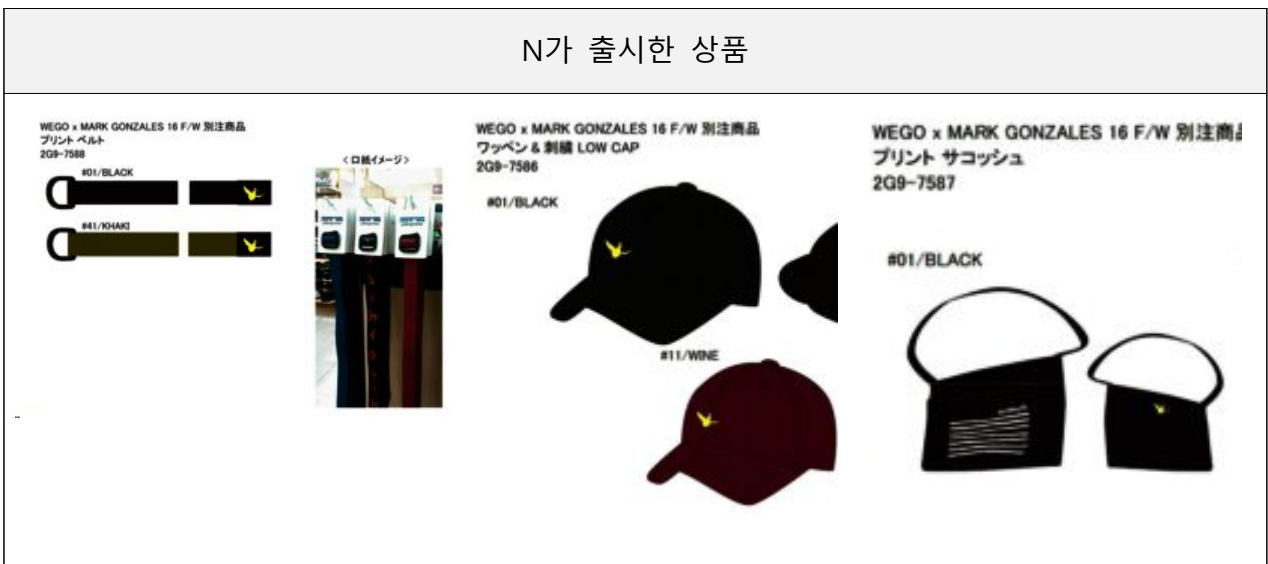 N가 출시한 상품
WEGO x MARK GONZALES 16 F/W 別注商品
プリント ベルト
2G9-7588
#01/BLACK
#41/KHAKI
<口紙イメージ>
WEGO x MARK GONZALES 16 F/W 別注商品
ワッペン & 刺繍 LOW CAP
2G9-7586
#01/BLACK
#11/WINE
WEGO x MARK GONZALES 16 F/W 別注商品
プリント サコッシュ
2G9-7587
#01/BLACK